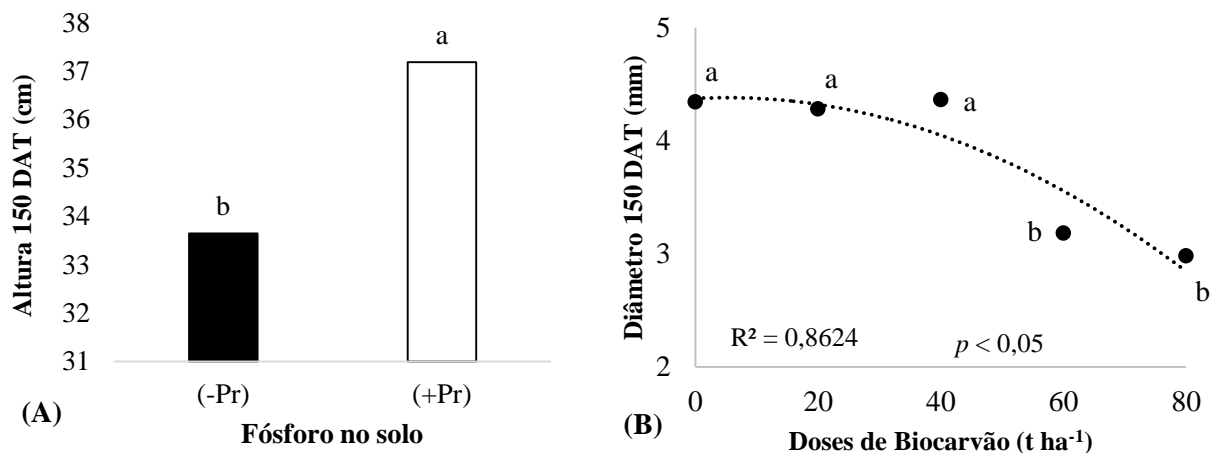 Altura 150 DAT (cm)
38
37
36
35
34
33
32
31
b
a
(-Pr)
(+Pr)
Fósforo no solo
(A)
Diâmetro 150 DAT (mm)
5
4
3
2
a
a
a
b
b
R² = 0,8624
p < 0,05
0 20 40 60 80
Doses de Biocarvão (t ha⁻¹)
(B)